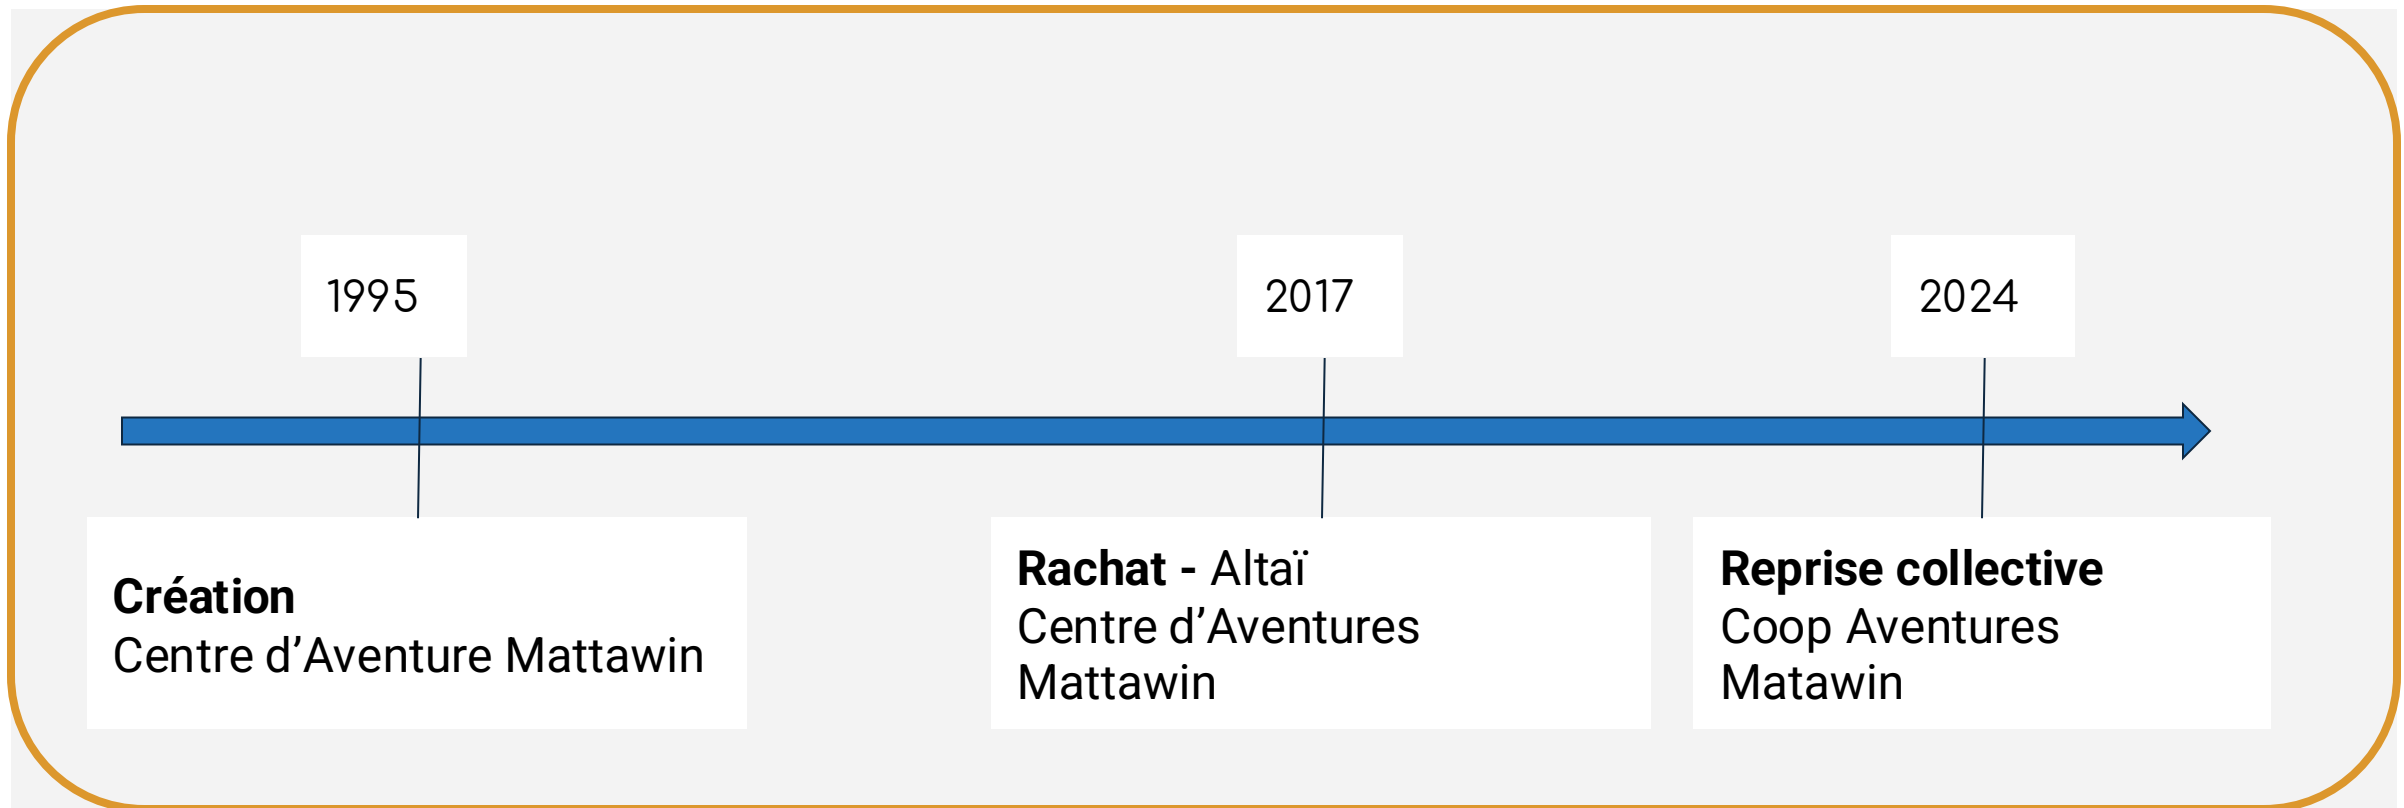 1995
2017
2024
Création
Centre d’Aventure Mattawin
Rachat - Altaï
Centre d’Aventures
Mattawin
Reprise collective
Coop Aventures
Matawin